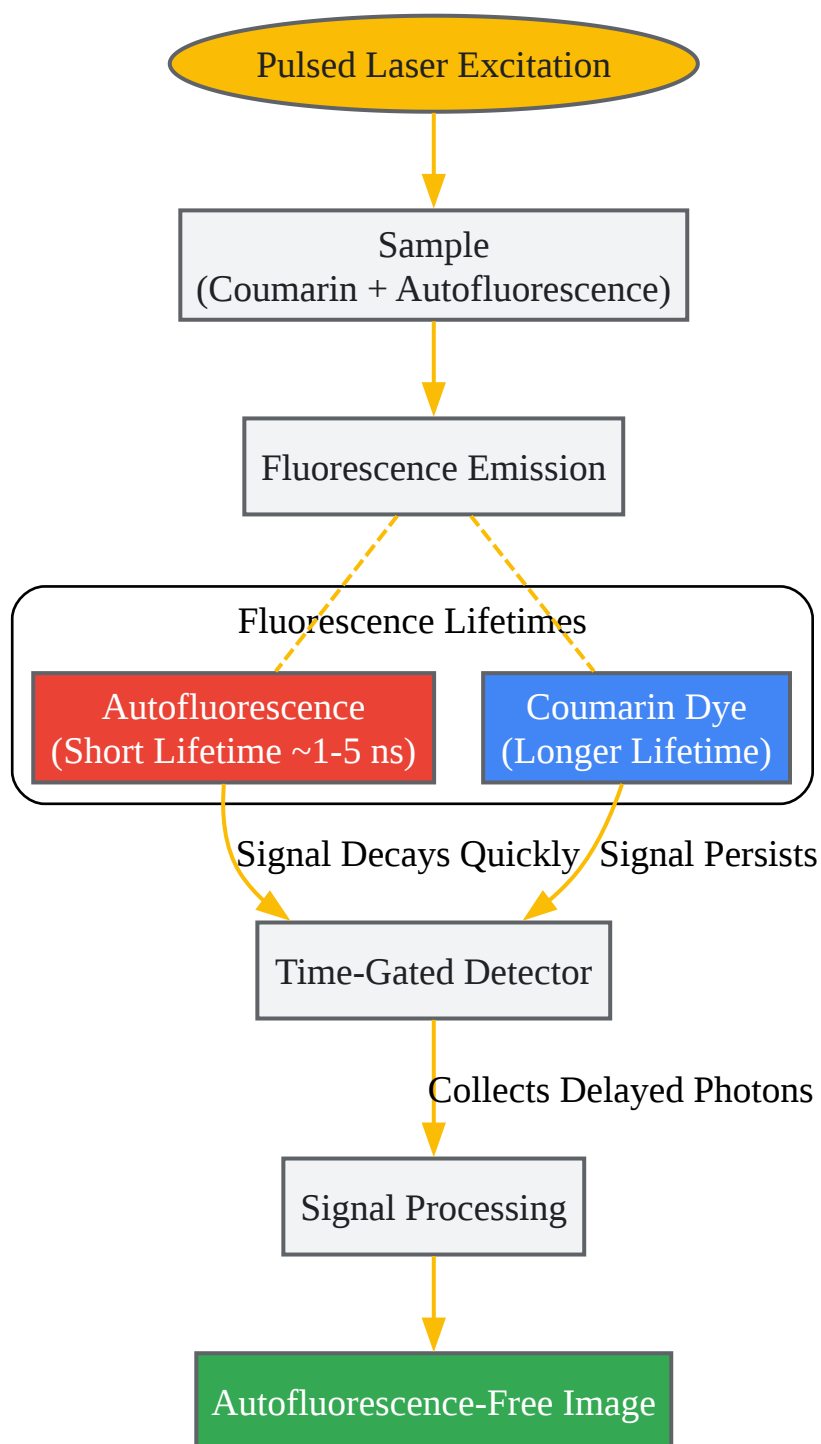 Pulsed Laser Excitation
Sample
(Coumarin + Autofluorescence)
Fluorescence Emission
Fluorescence Lifetimes
Autofluorescence
(Short Lifetime ~1-5 ns)
Coumarin Dye
(Longer Lifetime)
Signal Decays Quickly
Signal Persists
Time-Gated Detector
Collects Delayed Photons
Signal Processing
Autofluorescence-Free Image